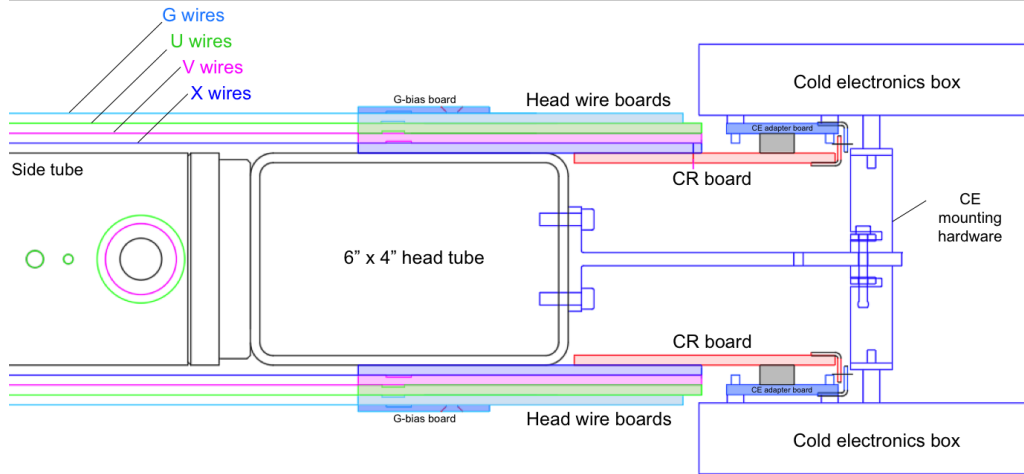 G wires
U wires
V wires
X wires
G-bias board
Head wire boards
Cold electronics box
CE adapter board
Side tube
CR board
CE
mounting
hardware
6” x 4” head tube
CR board
CE adapter board
G-bias board
Head wire boards
Cold electronics box